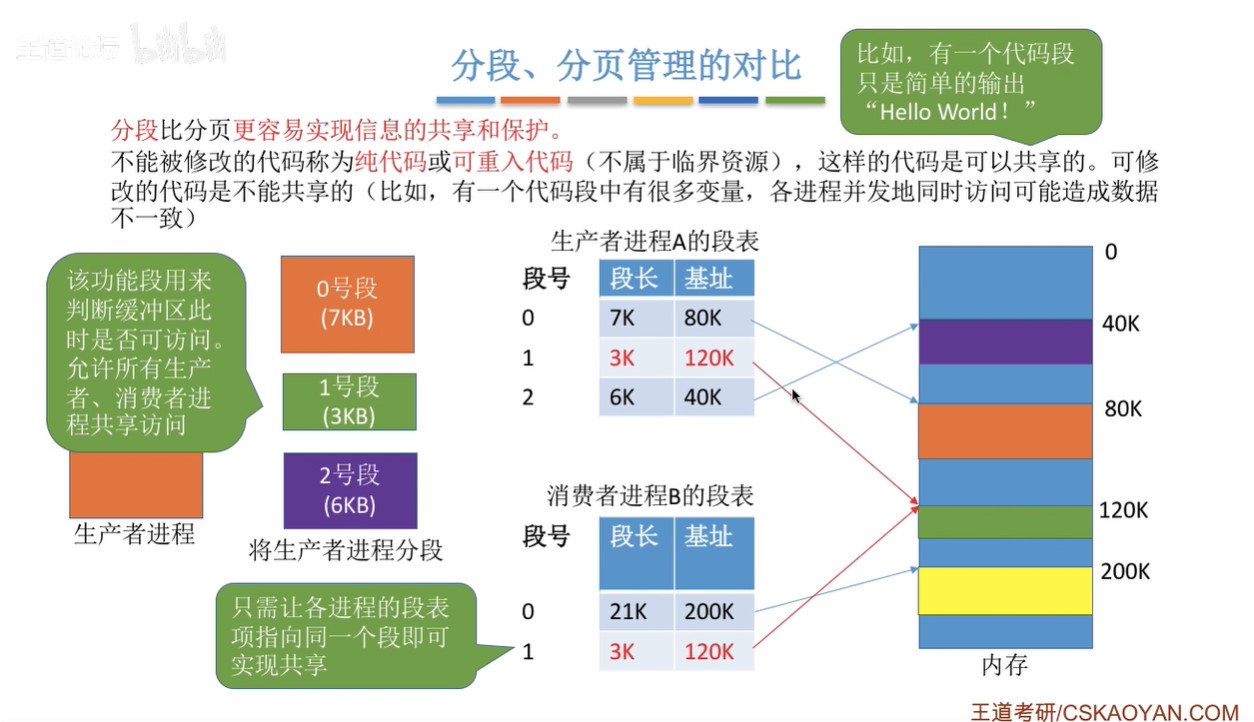 王道论坛 bilibili
分段、分页管理的对比
比如，有一个代码段
只是简单的输出
“Hello World！”
分段比分页更容易实现信息的共享和保护。
不能被修改的代码称为纯代码或可重入代码（不属于临界资源），这样的代码是可以共享的。可修
改的代码是不能共享的（比如，有一个代码段中有很多变量，各进程并发地同时访问可能造成数据
不一致）
该功能段用来
判断缓冲区此
时是否可访问。
允许所有生产
者、消费者进
程共享访问
生产者进程
0号段
(7KB)
1号段
(3KB)
2号段
(6KB)
将生产者进程分段
生产者进程A的段表
段号 段长 基址
0 7K 80K
1 3K 120K
2 6K 40K
消费者进程B的段表
段号 段长 基址
0 21K 200K
1 3K 120K
只需让各进程的段表
项指向同一个段即可
实现共享
0
40K
80K
120K
200K
内存
王道考研/CSKAOYAN.COM